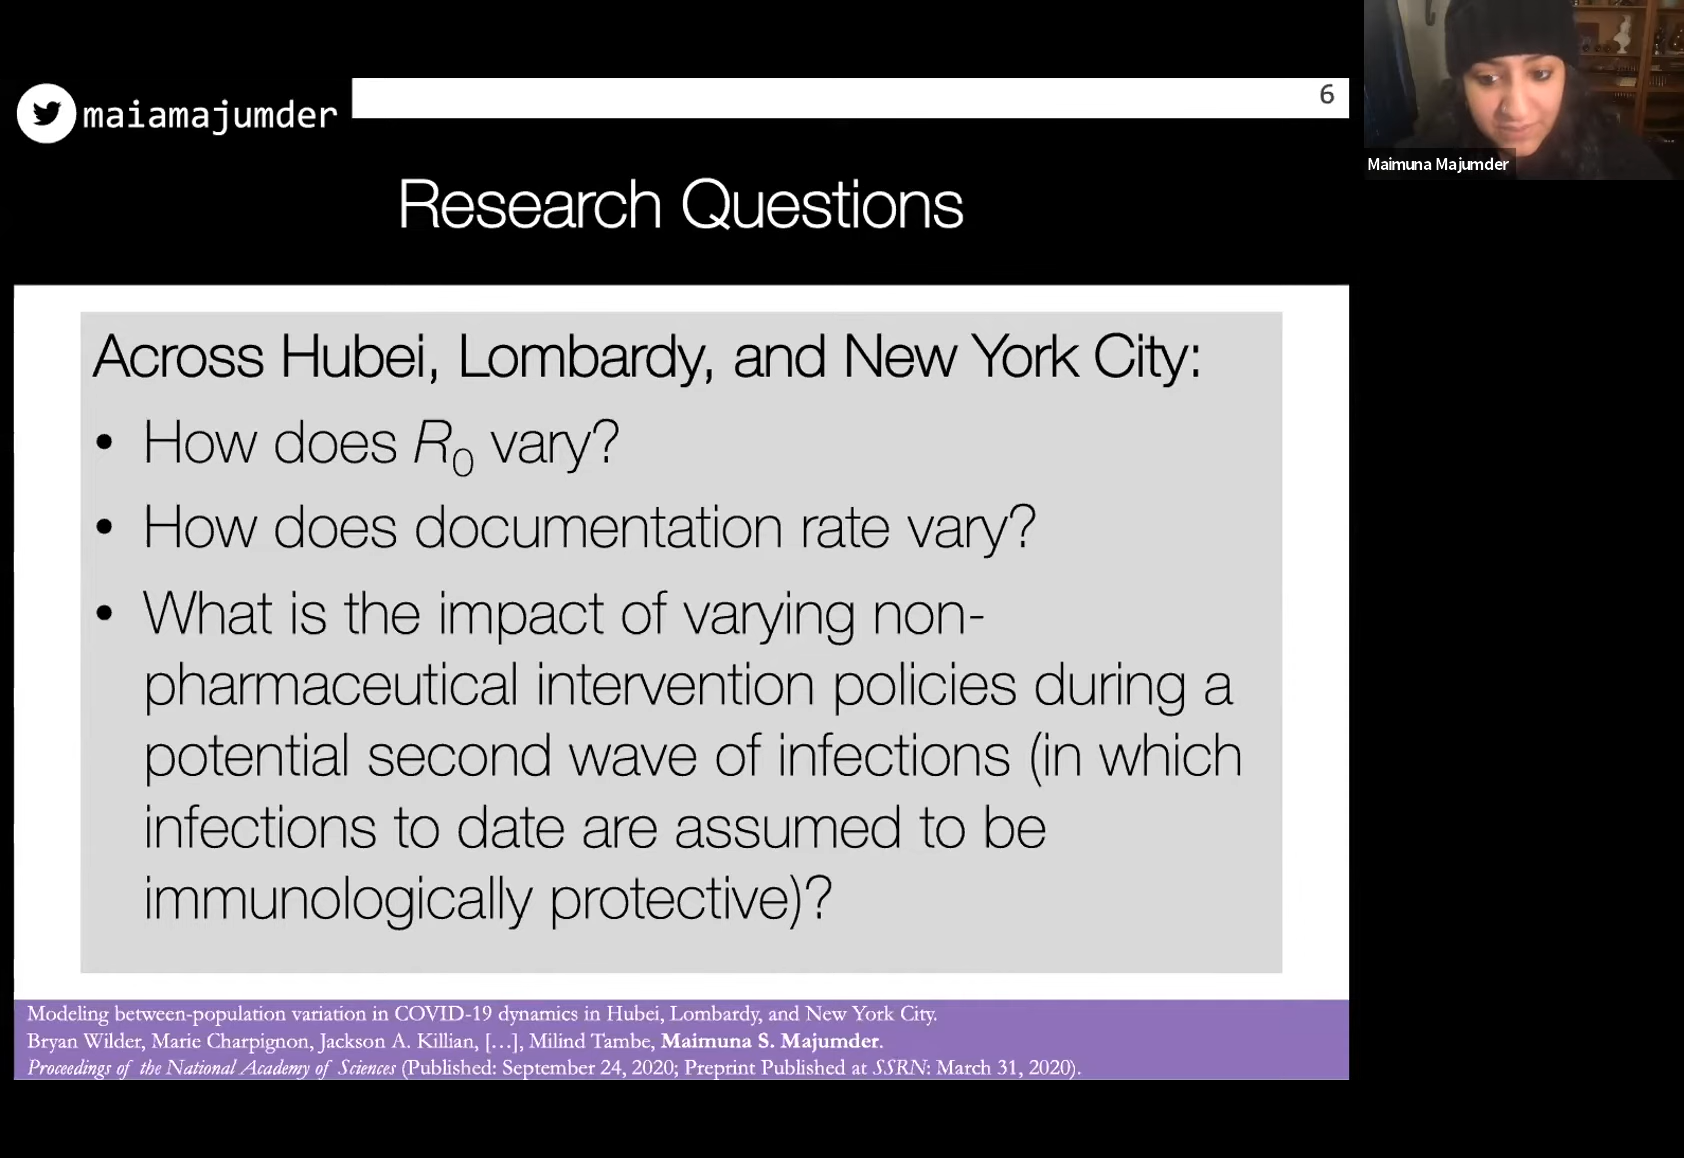 maiamajumder
6
Maimuna Majumder
Research Questions
Across Hubei, Lombardy, and New York City:
• How does R₀ vary?
• How does documentation rate vary?
• What is the impact of varying non-
pharmaceutical intervention policies during a
potential second wave of infections (in which
infections to date are assumed to be
immunologically protective)?
Modeling between-population variation in COVID-19 dynamics in Hubei, Lombardy, and New York City.
Bryan Wilder, Marie Charpignon, Jackson A. Killian, […], Milind Tambe, Maimuna S. Majumder.
Proceedings of the National Academy of Sciences (Published: September 24, 2020; Preprint Published at SSRN: March 31, 2020).